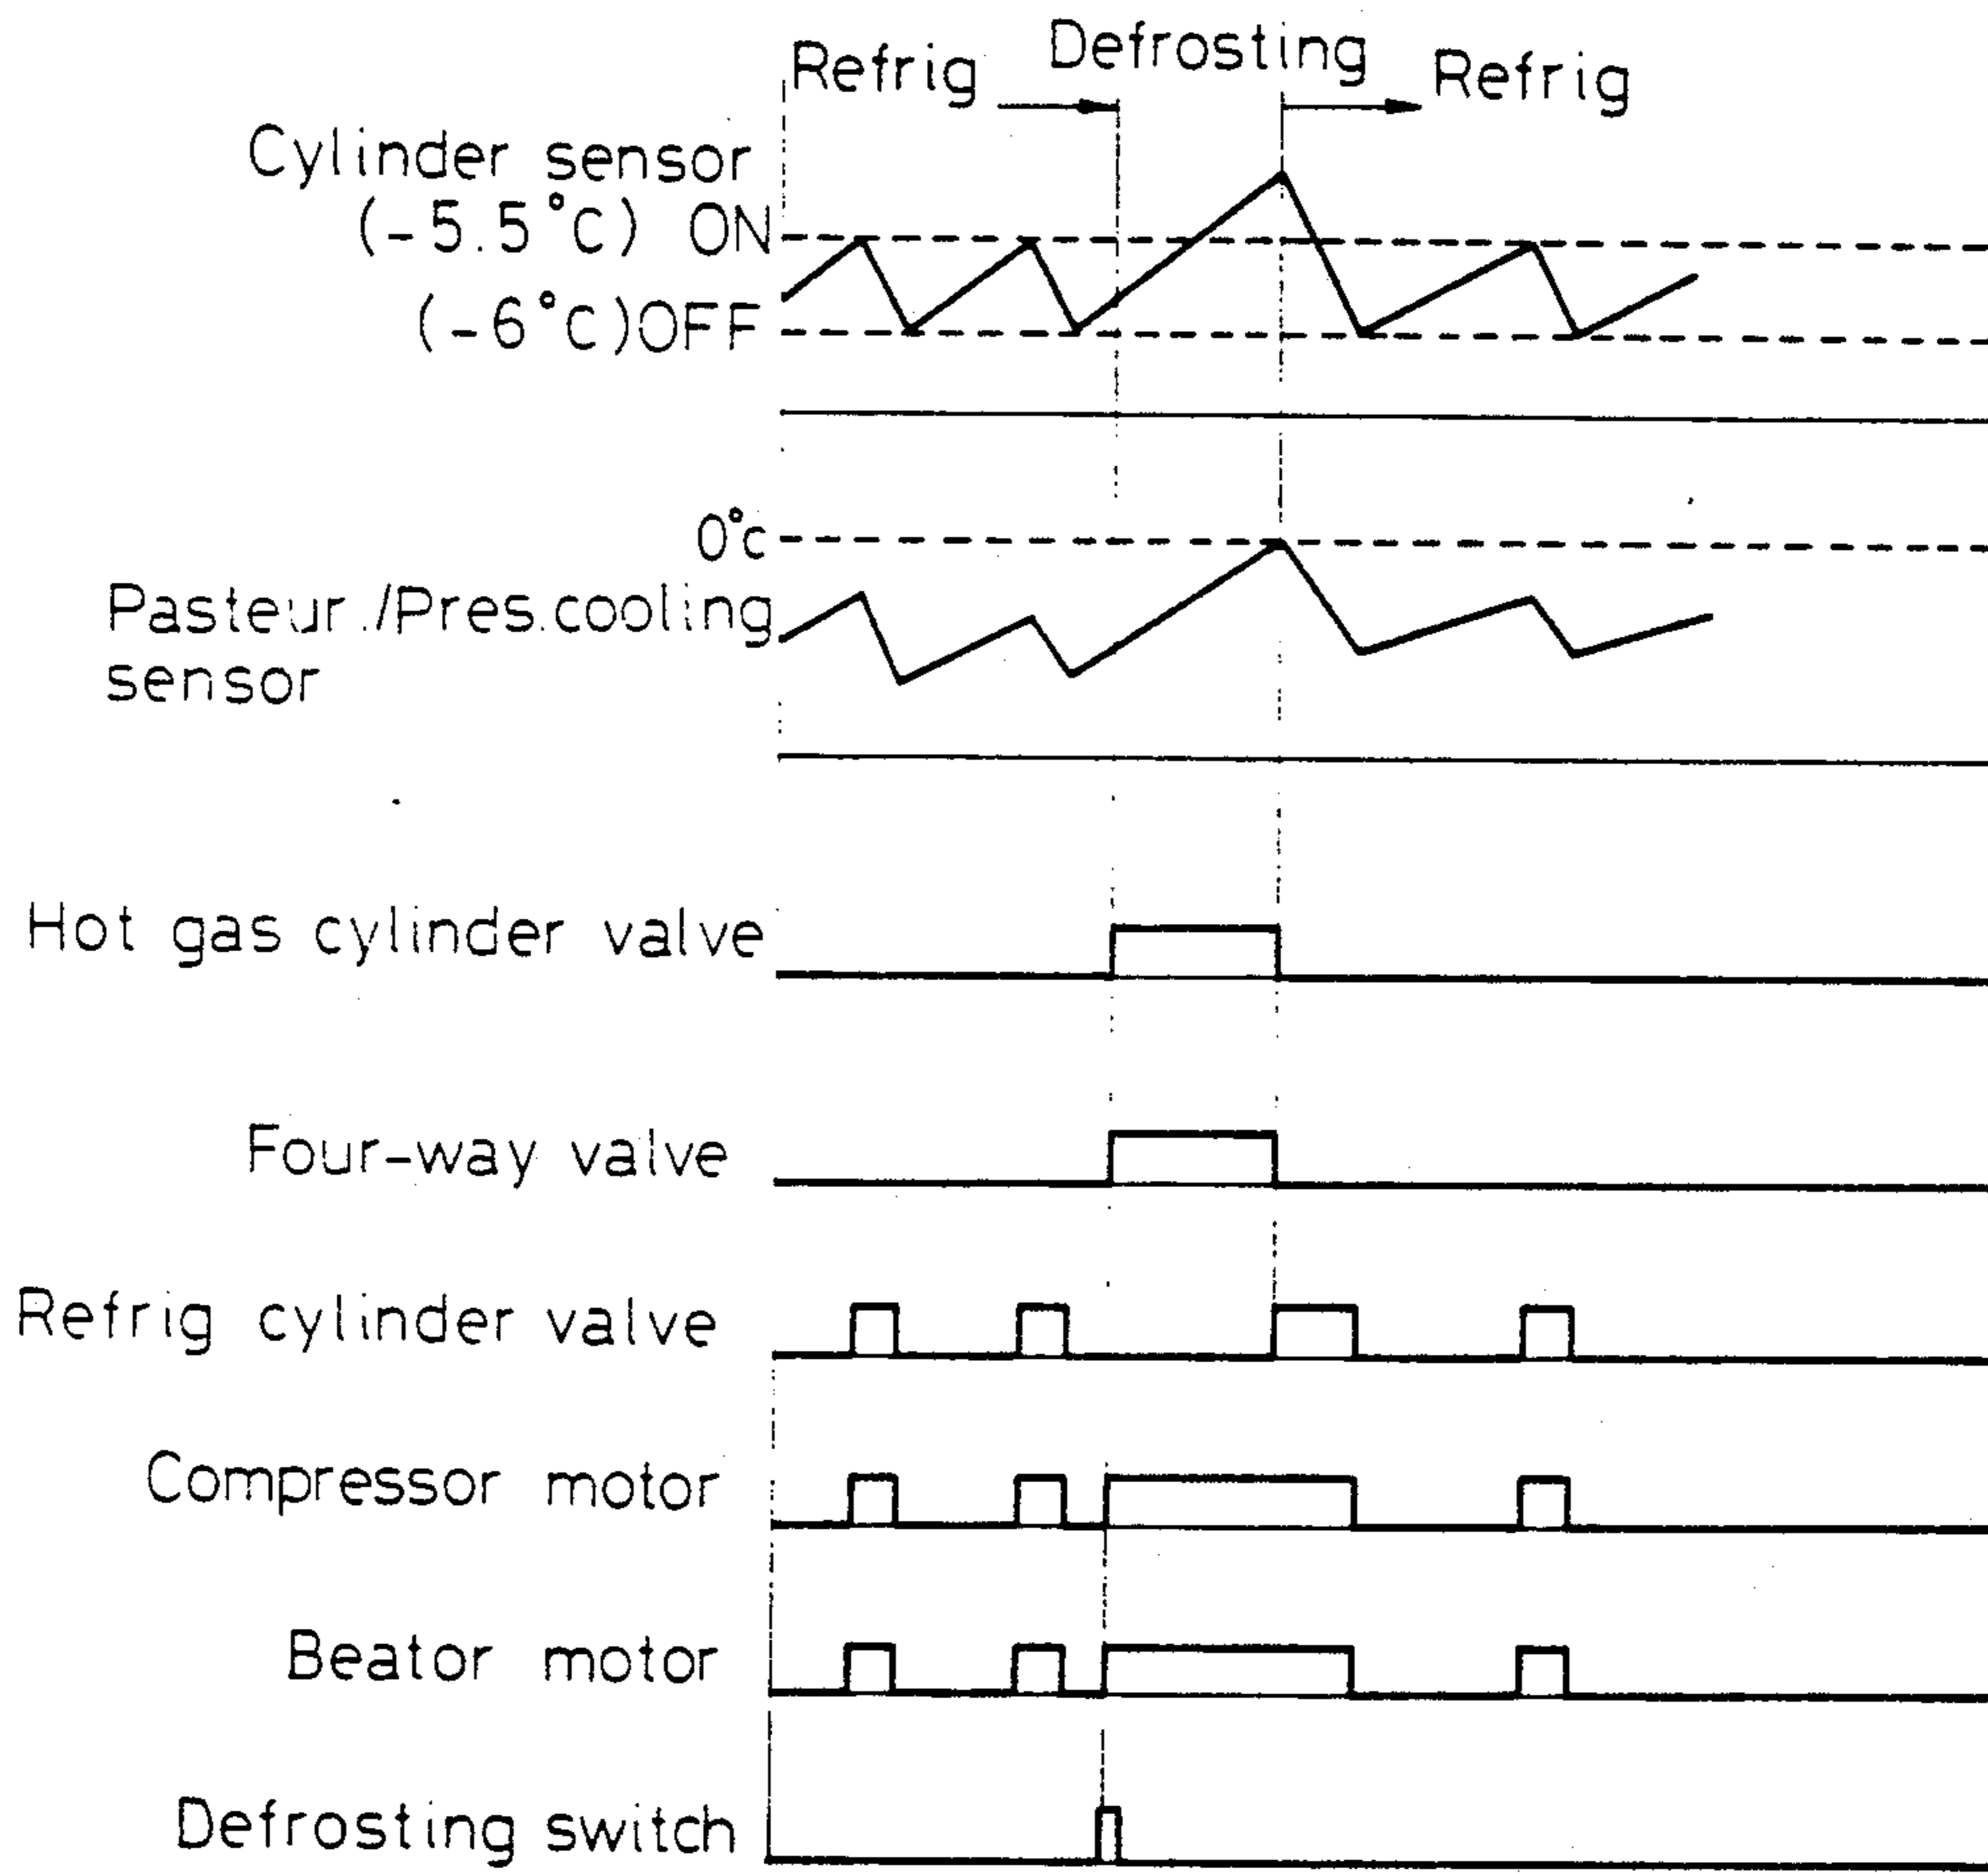 Refrig Defrosting Refrig
Cylinder sensor
(-5.5°C) ON
(-6°C)OFF
0°c
Pasteur./Pres.cooling
sensor
Hot gas cylinder valve
Four-way valve
Refrig cylinder valve
Compressor motor
Beator motor
Defrosting switch